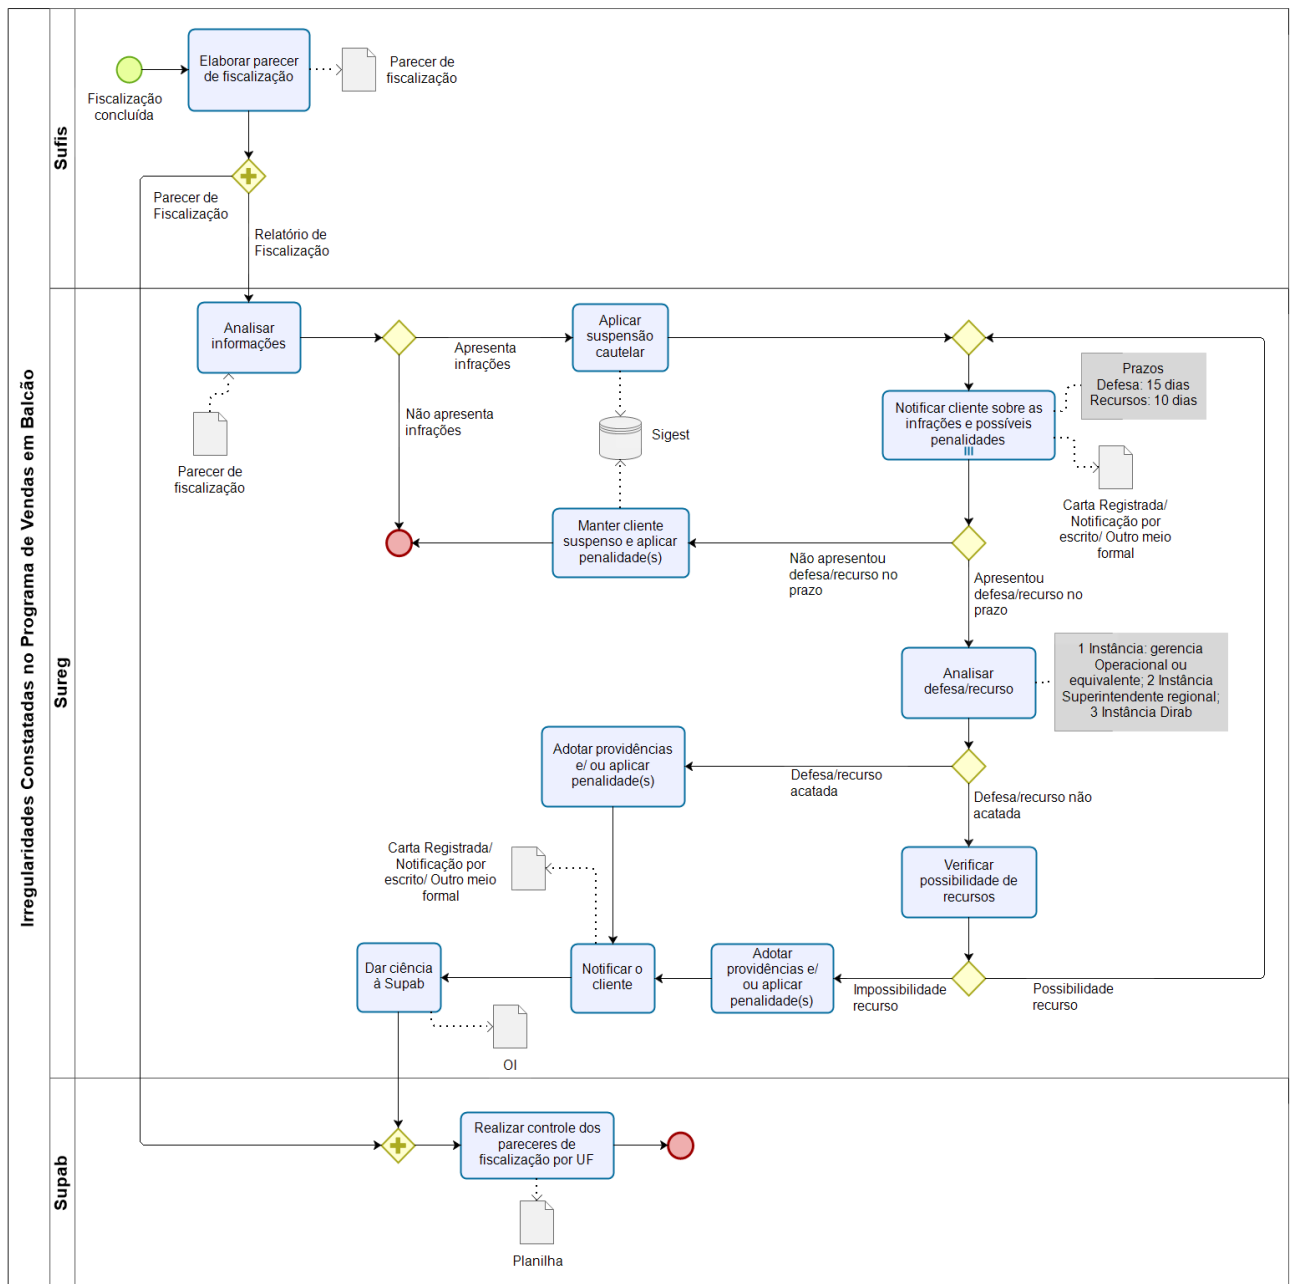 Irregularidades Constatadas no Programa de Vendas em Balcão
Sufis
Fiscalização
concluída
Elaborar parecer
de fiscalização
Parecer de
fiscalização
Parecer de
Fiscalização
Relatório de
Fiscalização
Sureg
Analisar
informações
Parecer de
fiscalização
Apresenta
infrações
Não apresenta
infrações
Aplicar
suspensão
cautelar
Sigest
Manter cliente
suspenso e aplicar
penalidade(s)
Notificar cliente sobre as
infrações e possíveis
penalidades
Prazos
Defesa: 15 dias
Recursos: 10 dias
Carta Registrada/
Notificação por
escrito/ Outro meio
formal
Não apresentou
defesa/recurso no
prazo
Apresentou
defesa/recurso no
prazo
Analisar
defesa/recurso
1 Instância: gerencia
Operacional ou
equivalente; 2 Instância
Superintendente regional;
3 Instância Dirab
Adotar providências
e/ ou aplicar
penalidade(s)
Defesa/recurso
acatada
Defesa/recurso não
acatada
Verificar
possibilidade de
recursos
Carta Registrada/
Notificação por
escrito/ Outro meio
formal
Dar ciência
á Supab
Notificar o
cliente
Adotar
providências e/
ou aplicar
penalidade(s)
Impossibilidade
recurso
Possibilidade
recurso
OI
Supab
Realizar controle dos
pareceres de
fiscalização por UF
Planilha